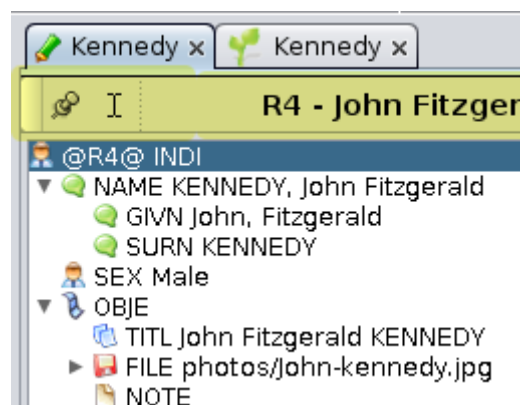 Kennedy x Kennedy x
R4 - John Fitzger
@R4@ INDI
NAME KENNEDY, John Fitzgerald
GIVN John, Fitzgerald
SURN KENNEDY
SEX Male
OBJE
TITL John Fitzgerald KENNEDY
FILE photos/John-kennedy.jpg
NOTE